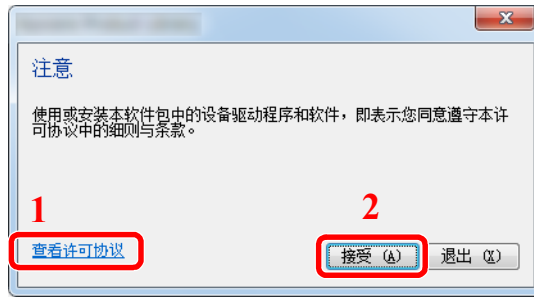 注意
使用或安装本软件包中的设备驱动程序和软件，即表示您同意遵守本许
可协议中的细则与条款。
1
2
查看许可协议
接受 (A)
退出 (X)